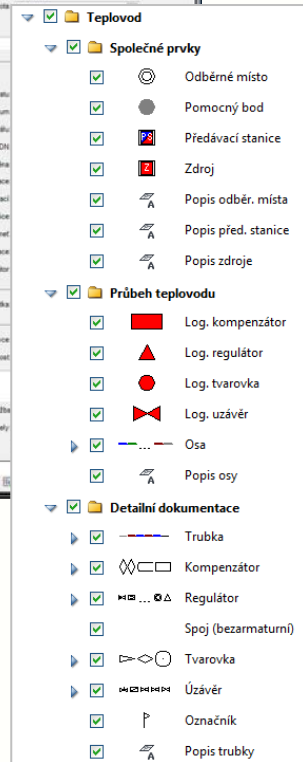 Teplovod
Společné prvky
Odběrné místo
Pomocný bod
PS Předávací stanice
Z Zdroj
A Popis odběr. místa
A Popis před. stanice
A Popis zdroje
Průbeh teplovodu
Log. kompenzátor
Log. regulátor
Log. tvarovka
Log. uzávěr
Osa
A Popis osy
Detailní dokumentace
Trubka
Kompenzátor
Regulátor
Spoj (bezarmaturní)
Tvarovka
Úzávěr
Označník
A Popis trubky